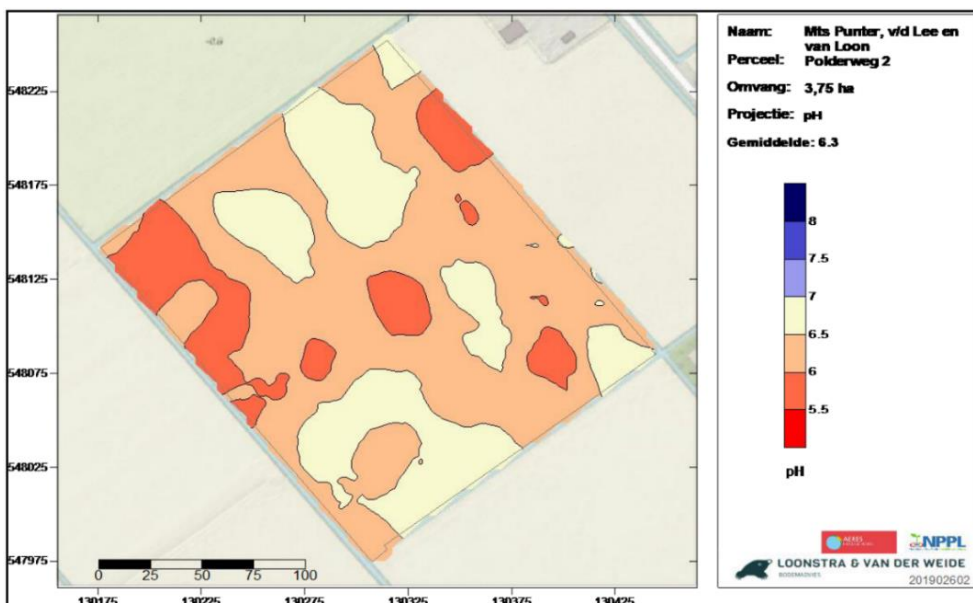 548225
548175
548125
548075
548025
547975
130175 130225 130275 130325 130375 130425
0 25 50 75 100
Naam: Mts Punter, v/d Lee en
van Loon
Perceel: Polderweg 2
Omvang: 3,75 ha
Projectie: pH
Gemiddelde: 6.3
8
7.5
7
6.5
6
5.5
pH
AERES
NPPL
LOONSTRA & VAN DER WEIDE
BODEMADVIES
201902602